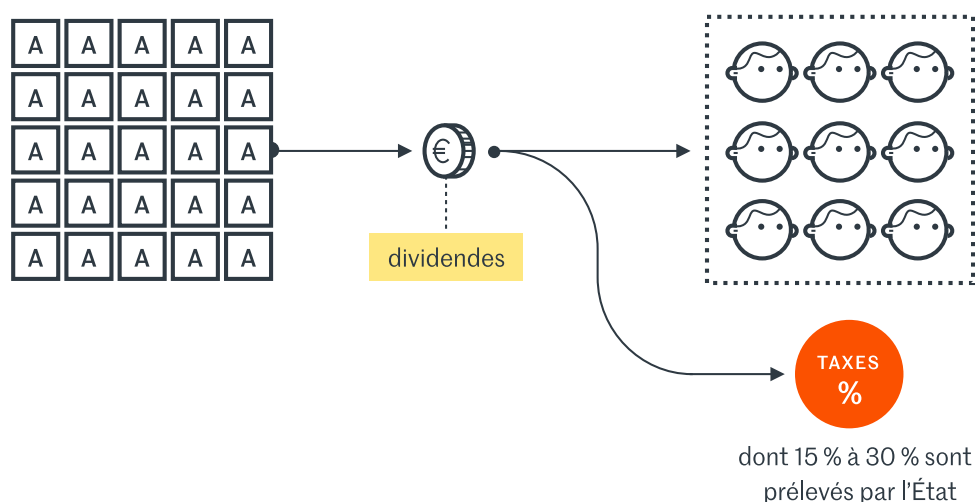 A A A A A
A A A A A
A A A A A
A A A A A
A A A A A
€
dividendes
TAXES
%
dont 15 % à 30 % sont
prélevés par l’État